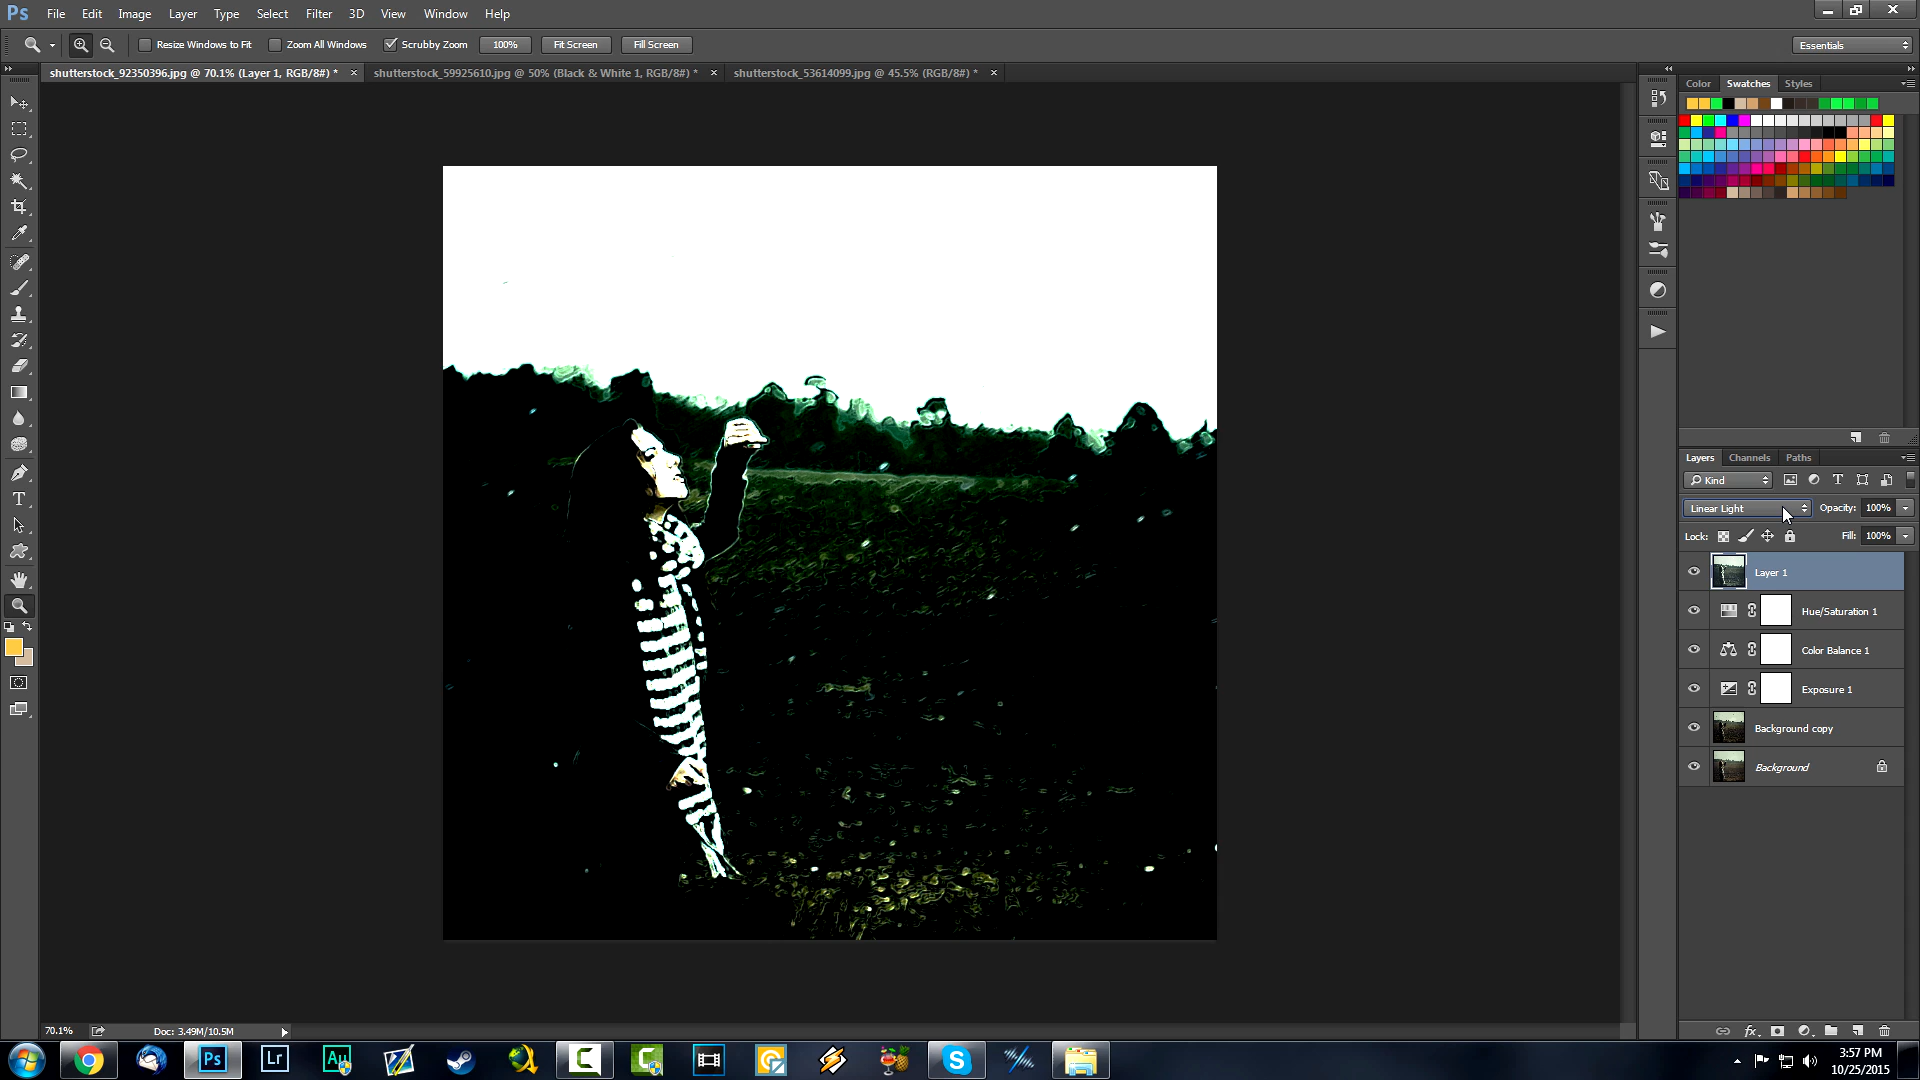 Ps File Edit Image Layer Type Select Filter 3D View Window Help
Resize Windows to Fit Zoom All Windows Scrubby Zoom 100% Fit Screen Fill Screen Essentials
shutterstock_92350396.jpg @ 70.1% (Layer 1, RGB/8#) * × shutterstock_59925610.jpg @ 50% (Black & White 1, RGB/8#) * × shutterstock_53614099.jpg @ 45.5% (RGB/8#) * ×
Color Swatches Styles
Layers Channels Paths
Kind
Linear Light Opacity: 100%
Lock: Fill: 100%
Layer 1
Hue/Saturation 1
Color Balance 1
Exposure 1
Background copy
Background
70.1% Doc: 3.49M/10.5M
fx
Ps Lr Au
3:57 PM
10/25/2015